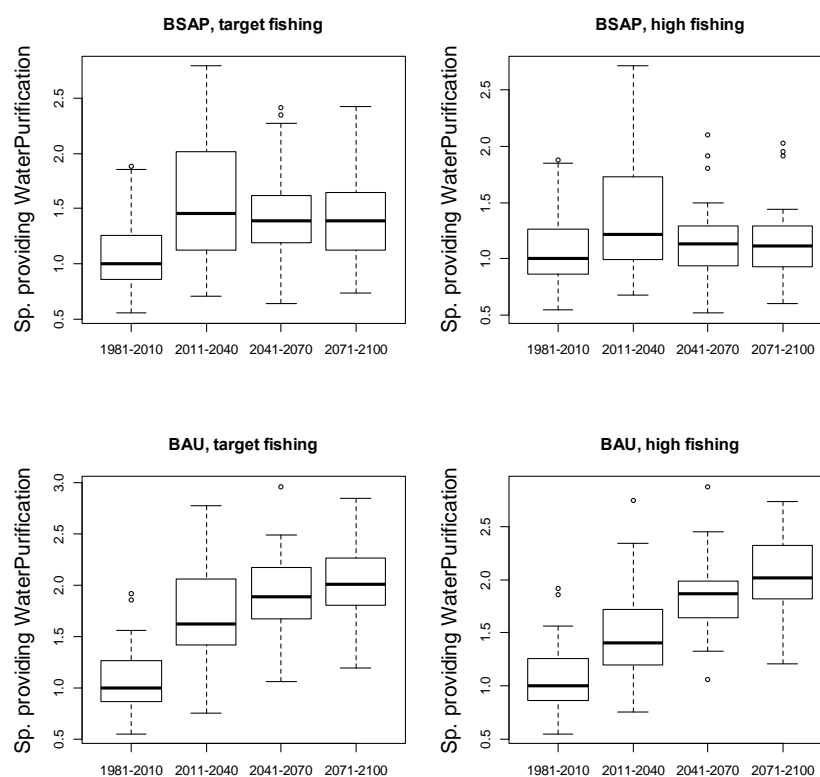 BSAP, target fishing
Sp. providing WaterPurification
2.5
2.0
1.5
1.0
0.5
1981-2010 2011-2040 2041-2070 2071-2100
BSAP, high fishing
Sp. providing WaterPurification
2.5
2.0
1.5
1.0
0.5
1981-2010 2011-2040 2041-2070 2071-2100
BAU, target fishing
Sp. providing WaterPurification
3.0
2.5
2.0
1.5
1.0
0.5
1981-2010 2011-2040 2041-2070 2071-2100
BAU, high fishing
Sp. providing WaterPurification
2.5
2.0
1.5
1.0
0.5
1981-2010 2011-2040 2041-2070 2071-2100